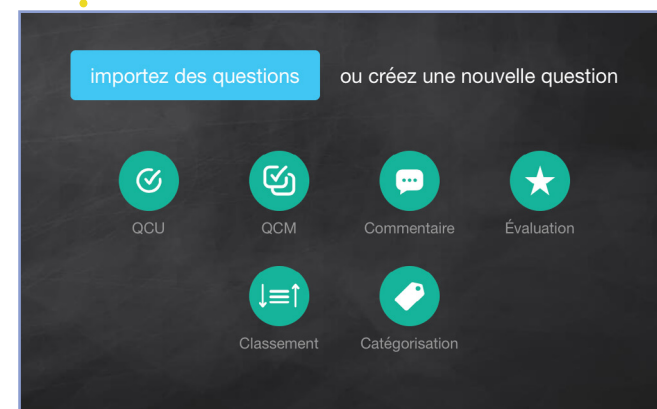 importez des questions ou créez une nouvelle question
QCU QCM Commentaire Évaluation
Classement Catégorisation